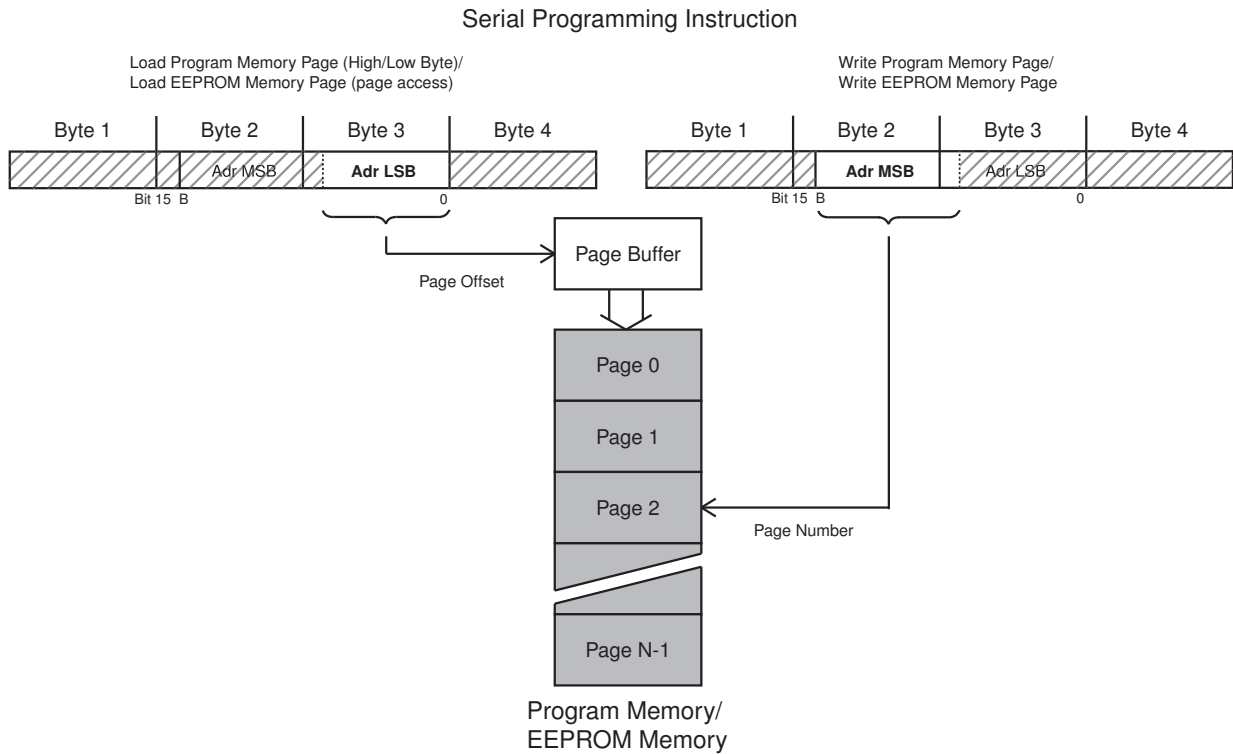 Serial Programming Instruction
Load Program Memory Page (High/Low Byte)/
Load EEPROM Memory Page (page access)
Write Program Memory Page/
Write EEPROM Memory Page
Byte 1 Byte 2 Byte 3 Byte 4
Byte 1 Byte 2 Byte 3 Byte 4
Adr MSB Adr LSB
Adr MSB Adr LSB
Bit 15 B 0
Bit 15 B 0
Page Buffer
Page Offset
Page 0
Page 1
Page 2
Page Number
Page N-1
Program Memory/
EEPROM Memory